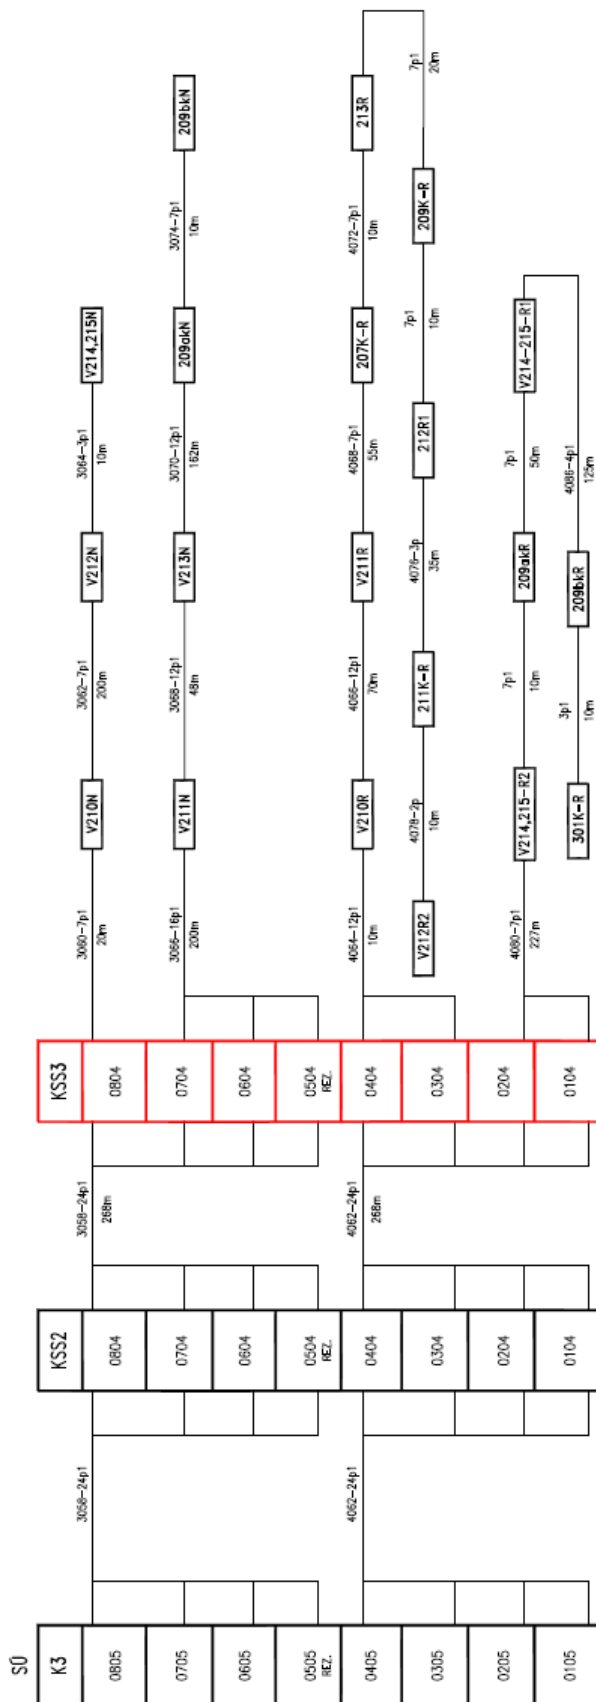 SŪ
K3
0805
0705
0605
0505
REZ.
0405
0305
0205
0105
3058-24p1
4062-24p1
KSS2
0804
0704
0604
0504
REZ.
0404
0304
0204
0104
3058-24p1
268m
4062-24p1
268m
KSS3
0804
0704
0604
0504
REZ.
0404
0304
0204
0104
3060-7p1
20m
V210N
3062-7p1
200m
V212N
3064-3p1
10m
V214,215N
3066-16p1
200m
V211N
3068-12p1
48m
V213N
3070-12p1
162m
209akN
3074-7p1
10m
209bkN
4064-12p1
10m
V210R
4066-12p1
70m
V211R
4068-7p1
55m
207K-R
4072-7p1
10m
213R
7p1
20m
209K-R
7p1
10m
212R1
4076-3p
35m
211K-R
4078-2p
10m
V212R2
4080-7p1
227m
V214,215-R2
7p1
10m
209akR
7p1
50m
V214-215-R1
4086-4p1
125m
209bkR
3p1
10m
301K-R